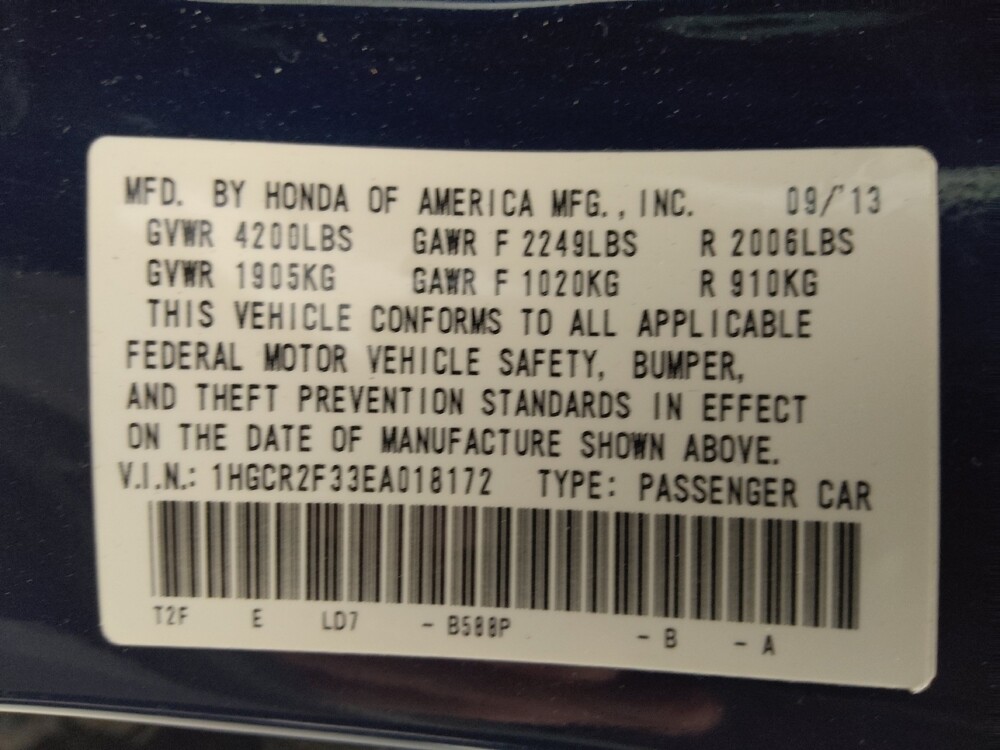 MFD. BY HONDA OF AMERICA MFG., INC. 09/'13
GVWR 4200LBS GAWR F 2249LBS R 2006LBS
GVWR 1905KG GAWR F 1020KG R 910KG
THIS VEHICLE CONFORMS TO ALL APPLICABLE
FEDERAL MOTOR VEHICLE SAFETY, BUMPER,
AND THEFT PREVENTION STANDARDS IN EFFECT
ON THE DATE OF MANUFACTURE SHOWN ABOVE.
V.I.N.: 1HGCR2F33EA018172 TYPE: PASSENGER CAR
T2F E LD7 - B588P - B - A